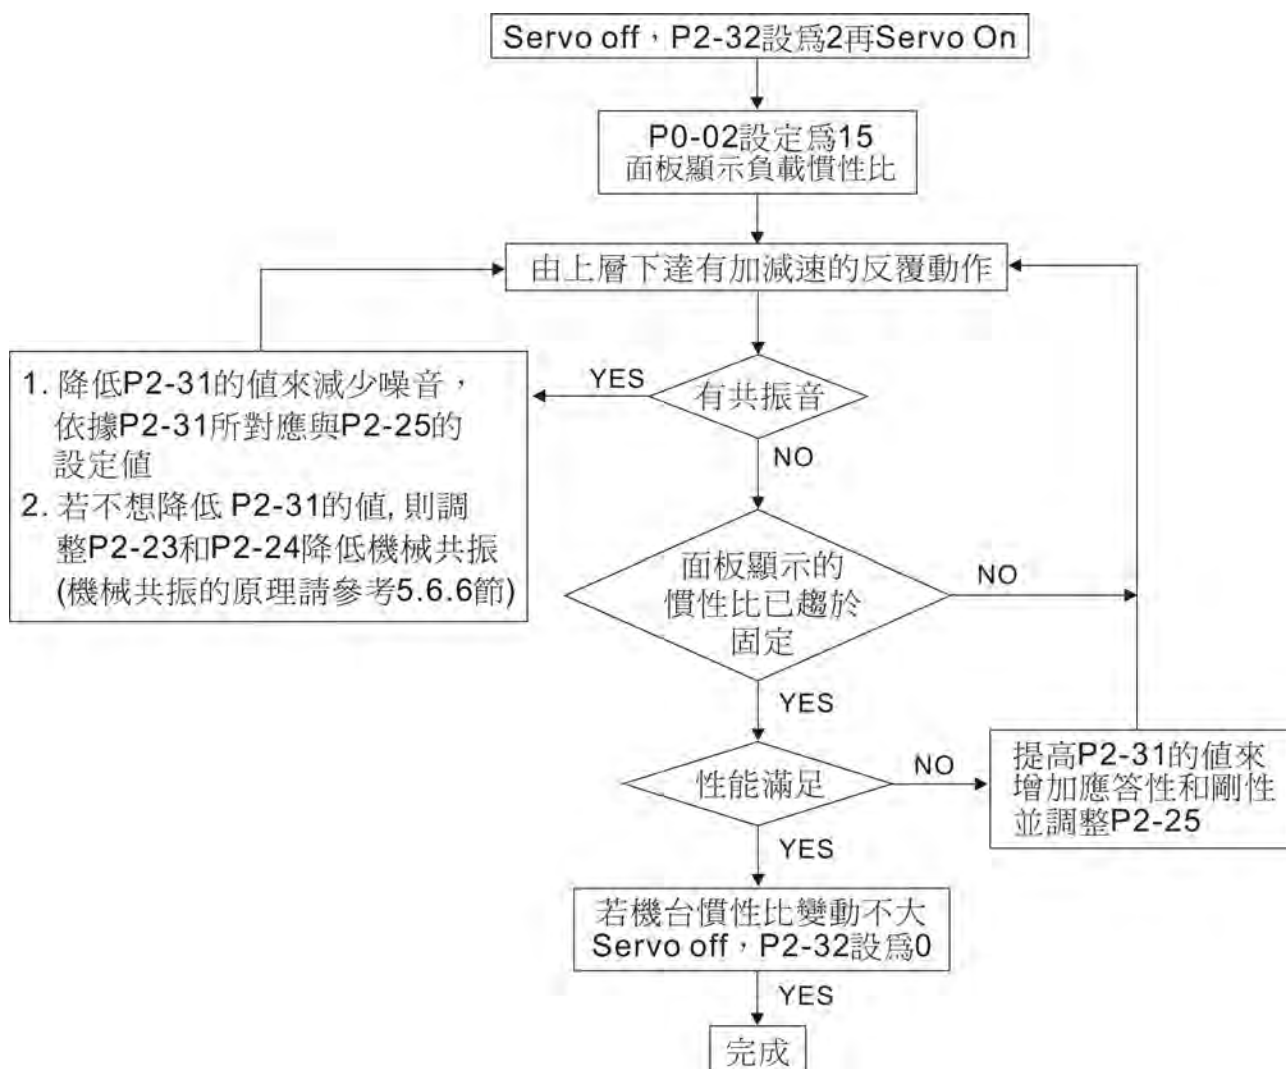 Servo off，P2-32設爲2再Servo On
P0-02設定爲15
面板顯示負載慣性比
由上層下達有加減速的反覆動作
有共振音
YES
NO
1. 降低P2-31的值來減少噪音，
依據P2-31所對應與P2-25的
設定值
2. 若不想降低 P2-31的值, 則調
整P2-23和P2-24降低機械共振
(機械共振的原理請參考5.6.6節)
面板顯示的
慣性比已趨於
固定
NO
YES
性能滿足
NO
提高P2-31的值來
增加應答性和剛性
並調整P2-25
YES
若機台慣性比變動不大
Servo off，P2-32設爲0
YES
完成